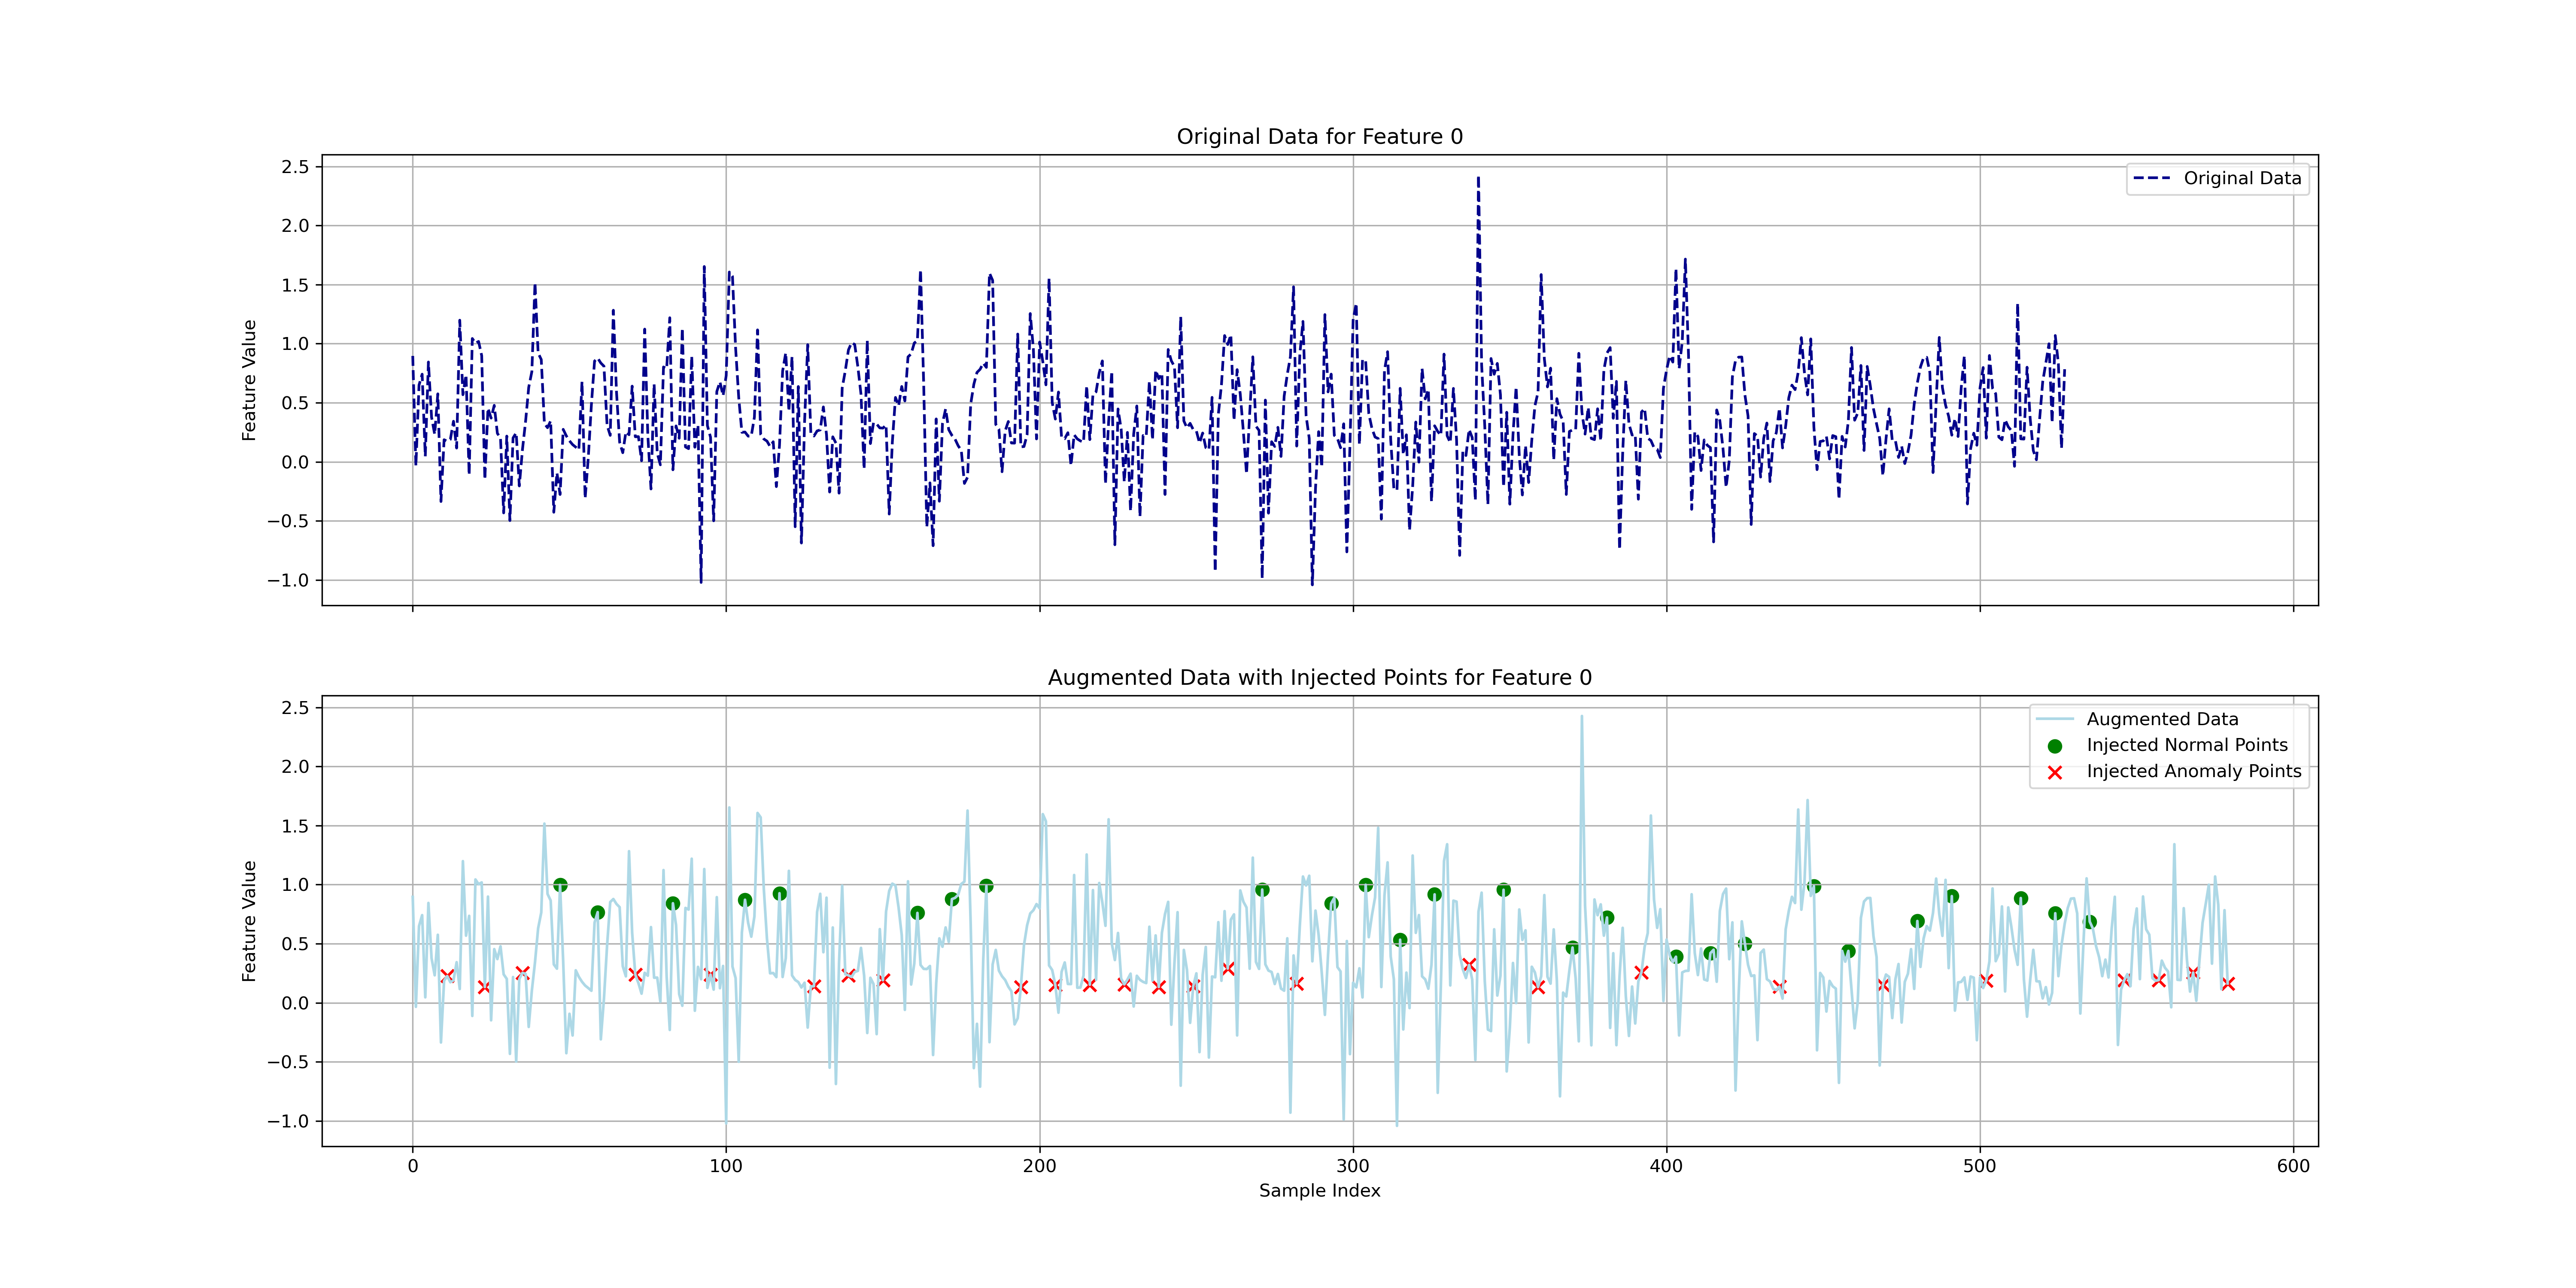 Original Data for Feature 0
2.5
2.0
1.5
1.0
0.5
0.0
−0.5
−1.0
Feature Value
Original Data
Augmented Data with Injected Points for Feature 0
2.5
2.0
1.5
1.0
0.5
0.0
−0.5
−1.0
Feature Value
Augmented Data
Injected Normal Points
Injected Anomaly Points
0 100 200 300 400 500 600
Sample Index